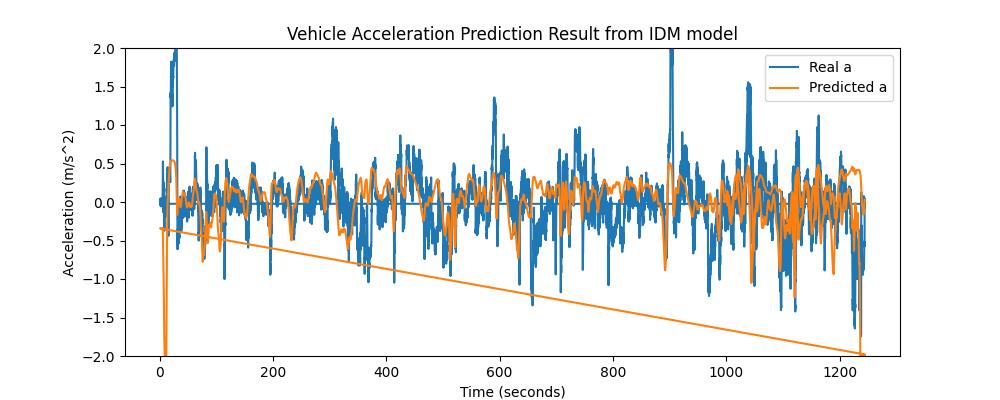 Vehicle Acceleration Prediction Result from IDM model
2.0
1.5
1.0
0.5
0.0
−0.5
−1.0
−1.5
−2.0
Acceleration (m/s^2)
Real a
Predicted a
0 200 400 600 800 1000 1200
Time (seconds)